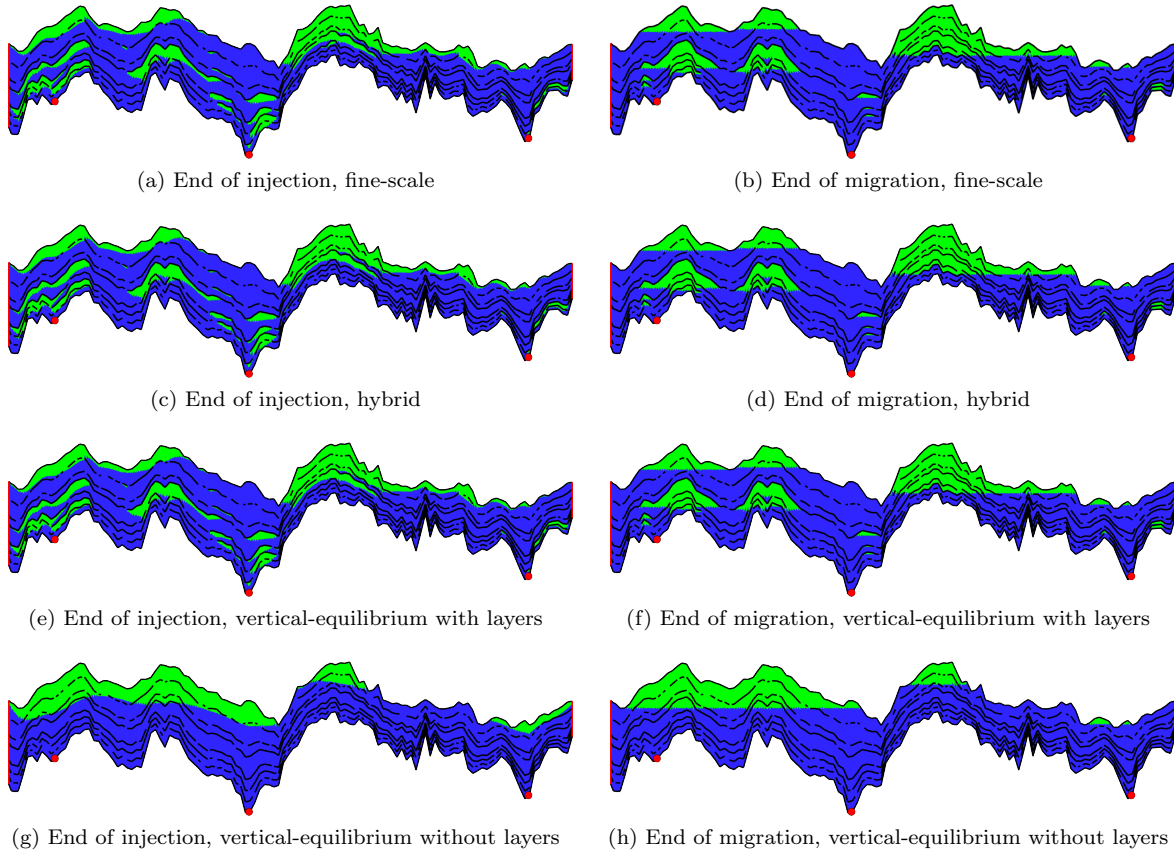 (a) End of injection, fine-scale
(b) End of migration, fine-scale
(c) End of injection, hybrid
(d) End of migration, hybrid
(e) End of injection, vertical-equilibrium with layers
(f) End of migration, vertical-equilibrium with layers
(g) End of injection, vertical-equilibrium without layers
(h) End of migration, vertical-equilibrium without layers